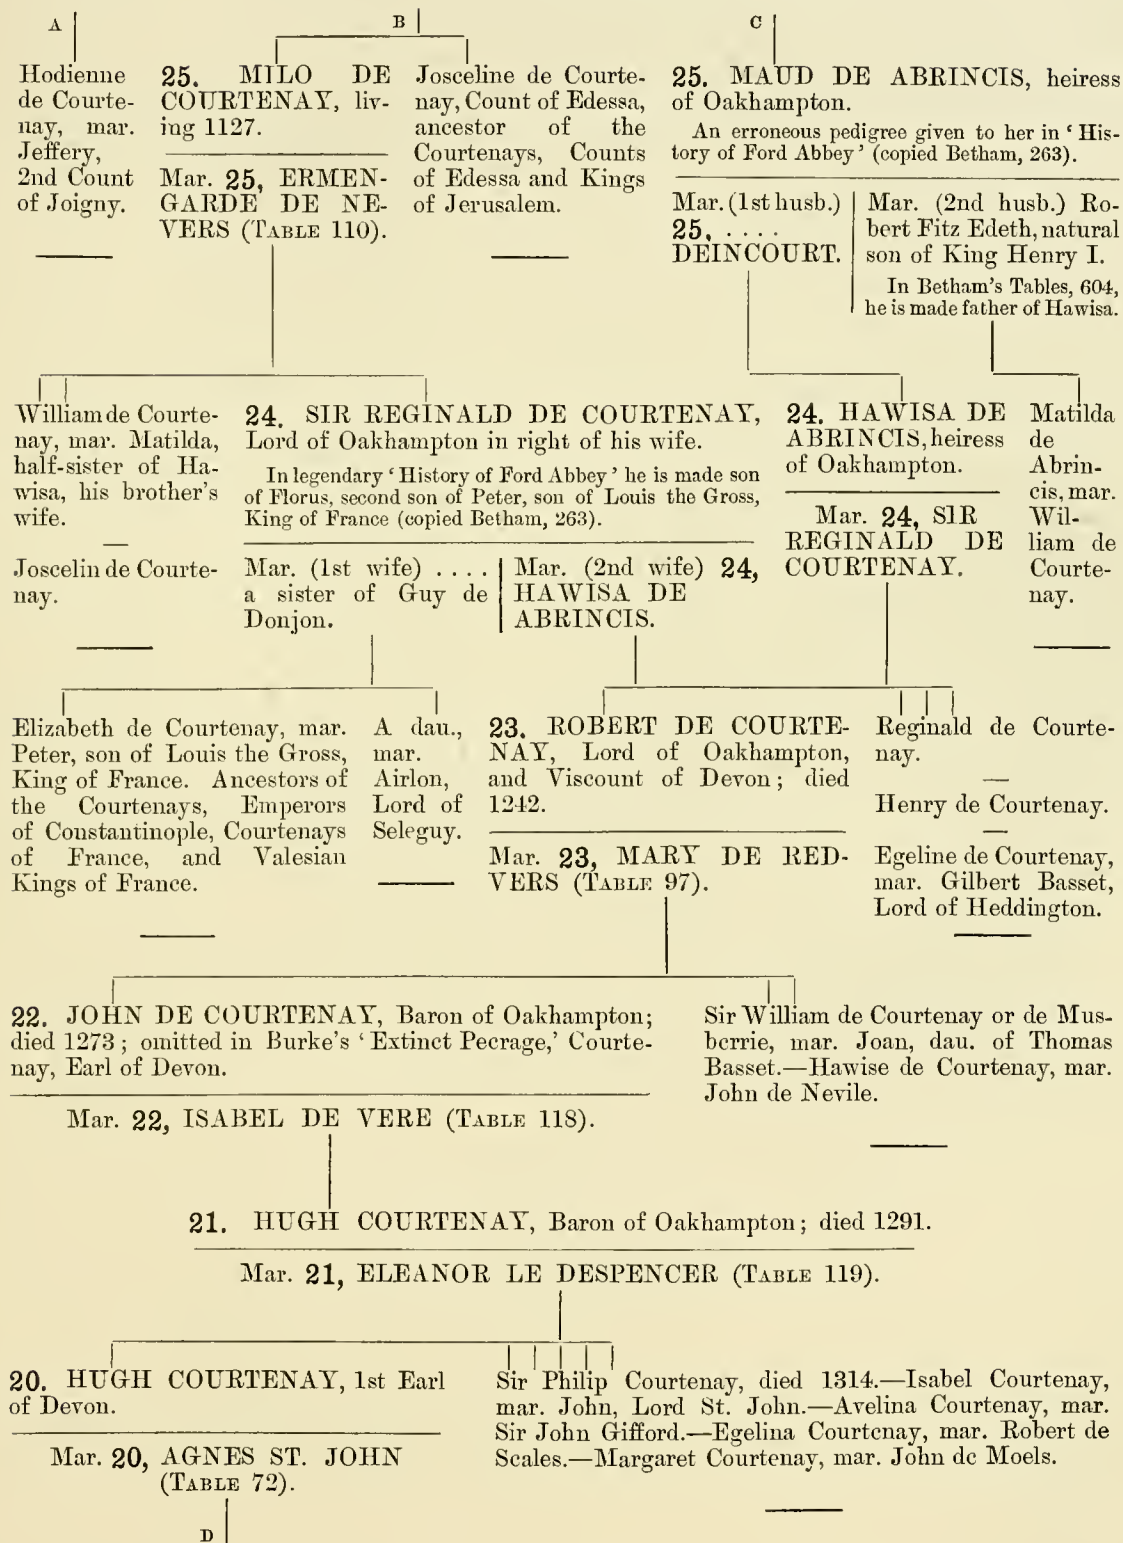 A
B
C
Hodienne
de Courte-
nay, mar.
Jeffery,
2nd Count
of Joigny.
25. MILO DE
COURTENAY, liv-
ing 1127.
Mar. 25, ERMEN-
GARDE DE NE-
VERS (TABLE 110).
Josceline de Courte-
nay, Count of Edessa,
ancestor of the
Courtenays, Counts
of Edessa and Kings
of Jerusalem.
25. MAUD DE ABRINCIS, heiress
of Oakhampton.
An erroneous pedigree given to her in ‘His-
tory of Ford Abbey’ (copied Betham, 263).
Mar. (1st husb.)
25, . . . .
DEINCOURT.
Mar. (2nd husb.) Ro-
bert Fitz Edeth, natural
son of King Henry I.
In Betham's Tables, 604,
he is made father of Hawisa.
William de Courte-
nay, mar. Matilda,
half-sister of Ha-
wisa, his brother's
wife.
Joscelin de Courte-
nay.
24. SIR REGINALD DE COURTENAY,
Lord of Oakhampton in right of his wife.
In legendary ‘History of Ford Abbey’ he is made son
of Florus, second son of Peter, son of Louis the Gross,
King of France (copied Betham, 263).
Mar. (1st wife) . . . .
a sister of Guy de
Donjon.
Mar. (2nd wife) 24,
HAWISA DE
ABRINCIS.
24. HAWISA DE
ABRINCIS, heiress
of Oakhampton.
Mar. 24, SIR
REGINALD DE
COURTENAY.
Matilda
de
Abrin-
cis, mar.
Wil-
liam de
Courte-
nay.
Elizabeth de Courtenay, mar.
Peter, son of Louis the Gross,
King of France. Ancestors of
the Courtenays, Emperors
of Constantinople, Courtenays
of France, and Valesian
Kings of France.
A dau.,
mar.
Airlon,
Lord of
Seleguy.
23. ROBERT DE COURTE-
NAY, Lord of Oakhampton,
and Viscount of Devon; died
1242.
Mar. 23, MARY DE RED-
VERS (TABLE 97).
Reginald de Courte-
nay.
Henry de Courtenay.
Egeline de Courtenay,
mar. Gilbert Basset,
Lord of Heddington.
22. JOHN DE COURTENAY, Baron of Oakhampton;
died 1273; omitted in Burke's ‘Extinct Peerage,’ Courte-
nay, Earl of Devon.
Mar. 22, ISABEL DE VERE (TABLE 118).
Sir William de Courtenay or de Mus-
berrie, mar. Joan, dau. of Thomas
Basset.—Hawise de Courtenay, mar.
John de Nevile.
21. HUGH COURTENAY, Baron of Oakhampton; died 1291.
Mar. 21, ELEANOR LE DESPENCER (TABLE 119).
20. HUGH COURTENAY, 1st Earl
of Devon.
Mar. 20, AGNES ST. JOHN
(TABLE 72).
Sir Philip Courtenay, died 1314.—Isabel Courtenay,
mar. John, Lord St. John.—Avelina Courtenay, mar.
Sir John Gifford.—Egelina Courtenay, mar. Robert de
Scales.—Margaret Courtenay, mar. John de Moels.
D